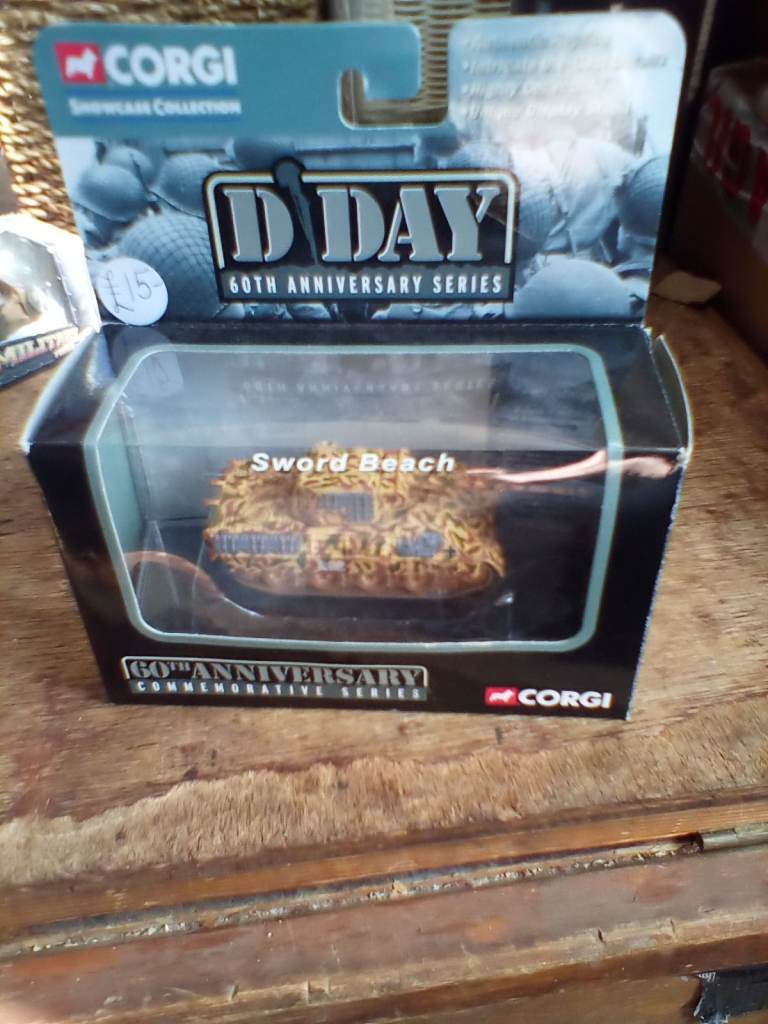 CORGI
SHOWCASE COLLECTION
D DAY
60TH ANNIVERSARY SERIES
£15-
Sword Beach
60TH ANNIVERSARY
COMMEMORATIVE SERIES
CORGI